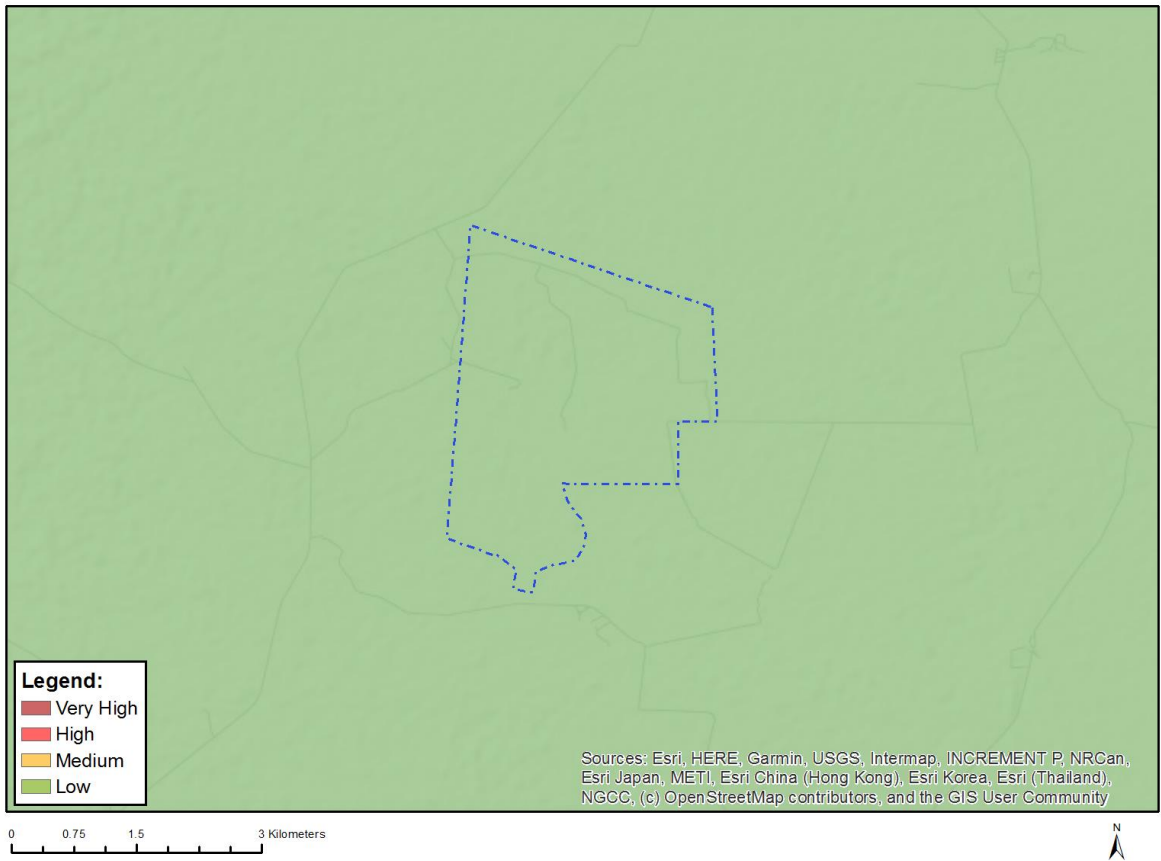 Legend:
Very High
High
Medium
Low
Sources: Esri, HERE, Garmin, USGS, Intermap, INCREMENT P, NRCan,
Esri Japan, METI, Esri China (Hong Kong), Esri Korea, Esri (Thailand),
NGCC, (c) OpenStreetMap contributors, and the GIS User Community
0 0.75 1.5 3 Kilometers
N